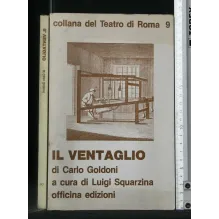 collana del Teatro di Roma 9
IL VENTAGLIO
di Carlo Goldoni
a cura di Luigi Squarzina
officina edizioni